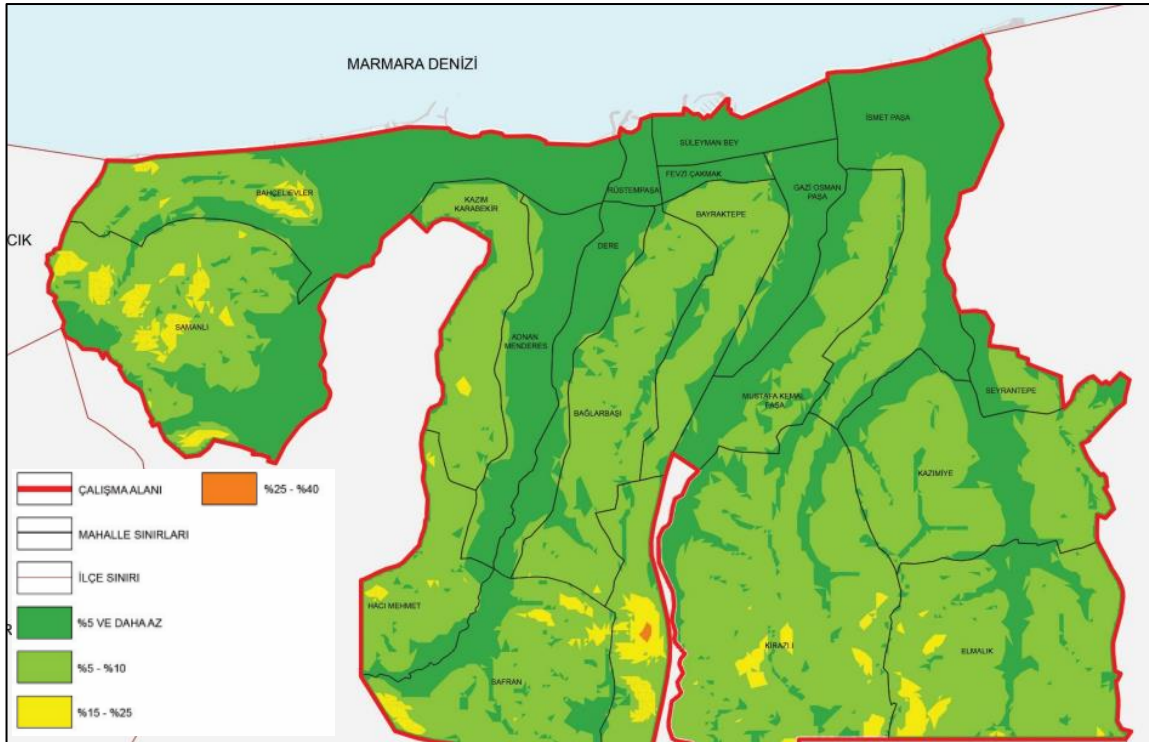 MARMARA DENİZİ
İSMET PAŞA
SÜLEYMAN BEY
FEVZİ ÇAKMAK
RÜSTEMPAŞA
GAZİ OSMAN
PAŞA
BAHÇELİEVLER
KAZIM
KARABEKİR
BAYRAKTEPE
CIK
DERE
SAMANLI
ADNAN
MENDERES
BAĞLARBAŞI
MUSTAFA KEMAL
PAŞA
SEYRANTEPE
KAZIMİYE
HACI MEHMET
SAFRAN
KİRAZLI
ELMALIK
ÇALIŞMA ALANI
%25 - %40
MAHALLE SINIRLARI
İLÇE SINIRI
R
%5 VE DAHA AZ
%5 - %10
%15 - %25